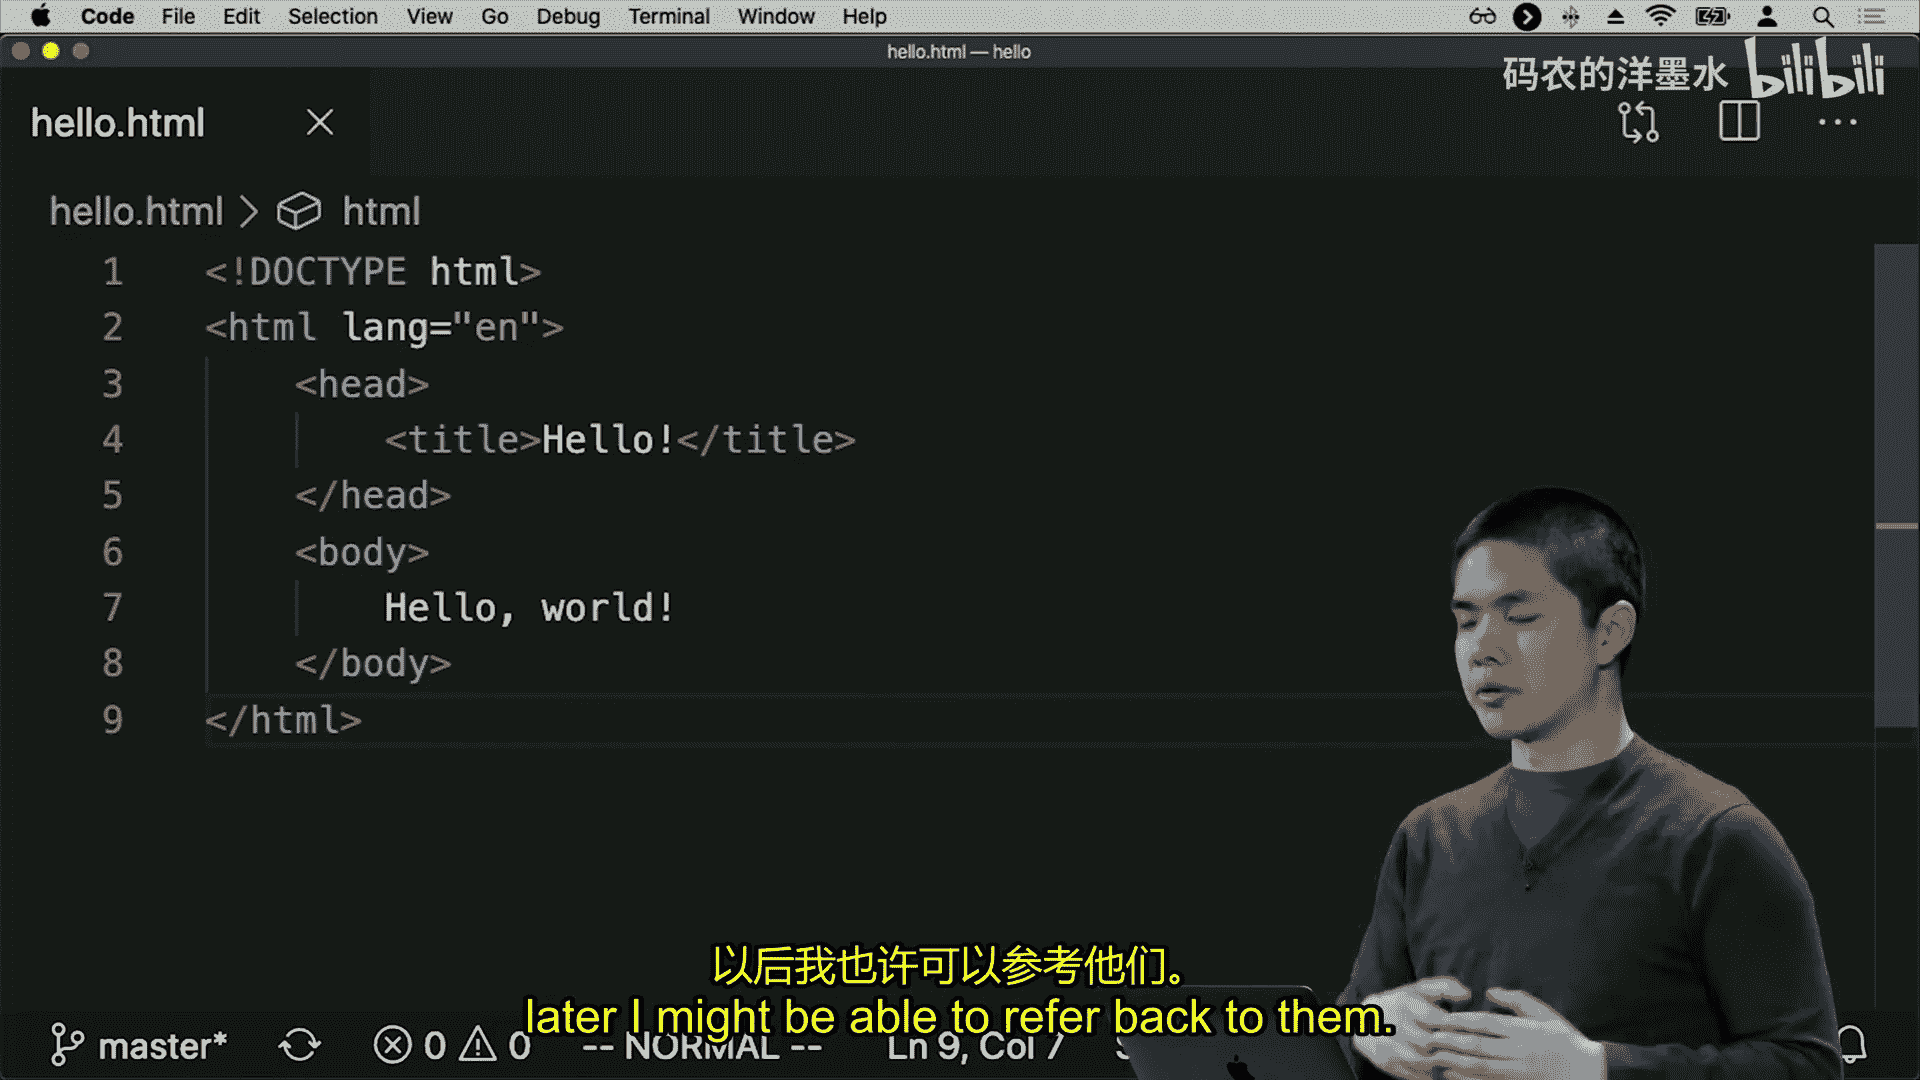 Code File Edit Selection View Go Debug Terminal Window Help
hello.html — hello
码农的洋墨水 bilibili
hello.html
hello.html > html
1 <!DOCTYPE html>
2 <html lang="en">
3 <head>
4 <title>Hello!</title>
5 </head>
6 <body>
7 Hello, world!
8 </body>
9 </html>
以后我也许可以参考他们。
later I might be able to refer back to them.
master* 0 0 -- NORMAL -- Ln 9, Col 7